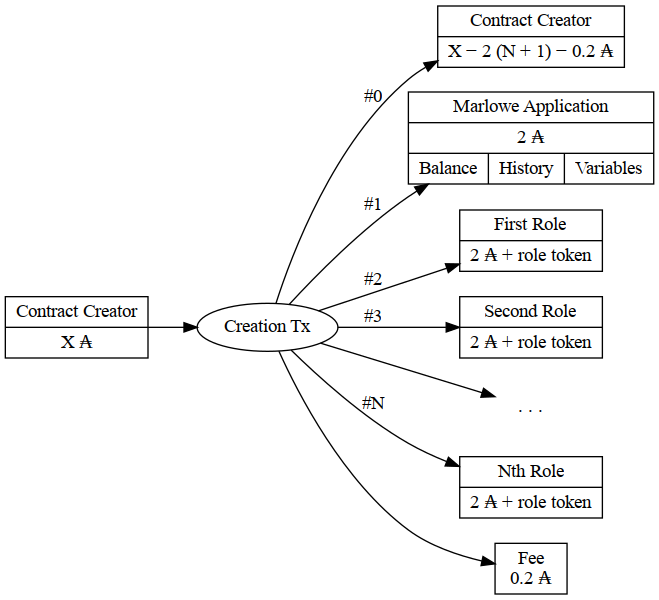 Contract Creator
X − 2 (N + 1) − 0.2 ₳
#0
Marlowe Application
2 ₳
Balance History Variables
#1
First Role
2 ₳ + role token
#2
Contract Creator
X ₳
Creation Tx
#3
Second Role
2 ₳ + role token
. . .
#N
Nth Role
2 ₳ + role token
Fee
0.2 ₳